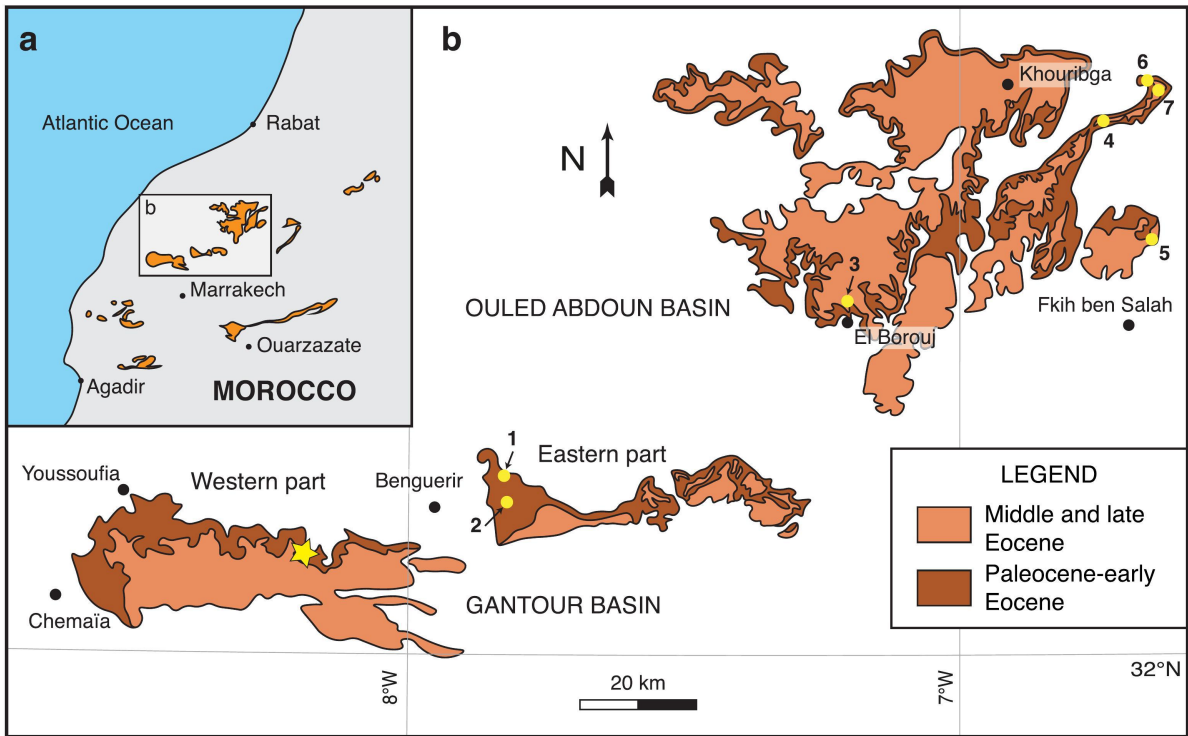 a
Atlantic Ocean
Rabat
b
Marrakech
Ouarzazate
Agadir
MOROCCO
b
N
Khouribga
6
7
4
5
3
OULED ABDOUN BASIN
Fkih ben Salah
El Borouj
Youssoufia
Western part
Benguerir
1
Eastern part
2
Chemaïa
GANTOUR BASIN
LEGEND
Middle and late
Eocene
Paleocene-early
Eocene
8°W
20 km
7°W
32°N